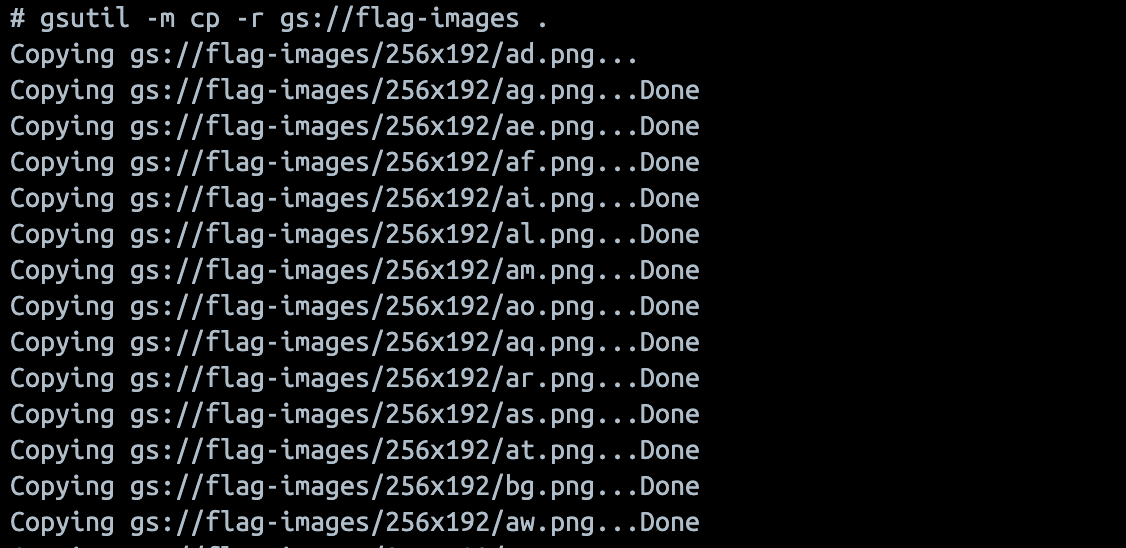 # gsutil -m cp -r gs://flag-images .
Copying gs://flag-images/256x192/ad.png...
Copying gs://flag-images/256x192/ag.png...Done
Copying gs://flag-images/256x192/ae.png...Done
Copying gs://flag-images/256x192/af.png...Done
Copying gs://flag-images/256x192/ai.png...Done
Copying gs://flag-images/256x192/al.png...Done
Copying gs://flag-images/256x192/am.png...Done
Copying gs://flag-images/256x192/ao.png...Done
Copying gs://flag-images/256x192/aq.png...Done
Copying gs://flag-images/256x192/ar.png...Done
Copying gs://flag-images/256x192/as.png...Done
Copying gs://flag-images/256x192/at.png...Done
Copying gs://flag-images/256x192/bg.png...Done
Copying gs://flag-images/256x192/aw.png...Done